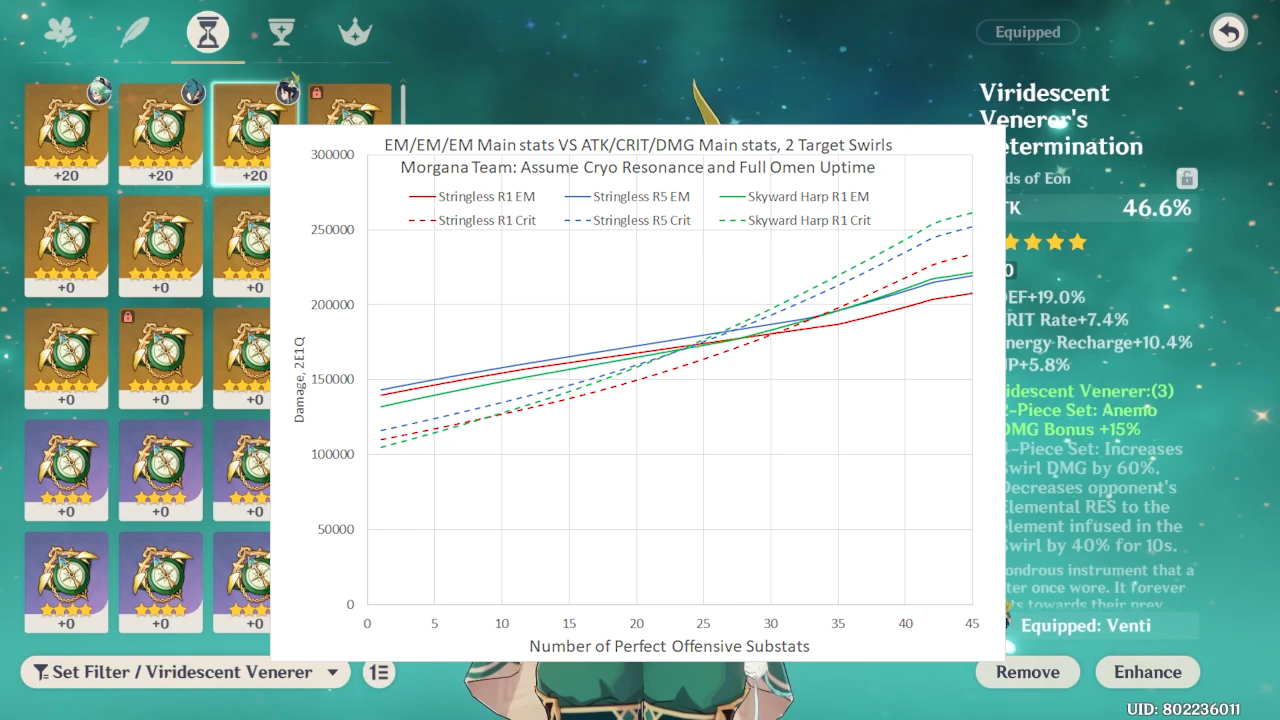 Equipped
Viridescent
Venerer's
etermination
ds of Eon
TK 46.6%
EF+19.0%
RIT Rate+7.4%
nergy Recharge+10.4%
P+5.8%
ridescent Venerer:(3)
-Piece Set: Anemo
DMG Bonus +15%
-Piece Set: Increases
Swirl DMG by 60%.
Decreases opponent's
Elemental RES to the
element infused in the
Swirl by 40% for 10s.
ondrous instrument that a
ter once wore. It forever
ts towards their prey
Equipped: Venti
Remove
Enhance
UID: 802236011
+20
+20
+20
+0
+0
+0
+0
+0
+0
+0
+0
+0
+0
+0
+0
Set Filter / Viridescent Venerer
EM/EM/EM Main stats VS ATK/CRIT/DMG Main stats, 2 Target Swirls
Morgana Team: Assume Cryo Resonance and Full Omen Uptime
Stringless R1 EM
Stringless R5 EM
Skyward Harp R1 EM
Stringless R1 Crit
Stringless R5 Crit
Skyward Harp R1 Crit
300000
250000
200000
150000
100000
50000
0
Damage, 2E1Q
0 5 10 15 20 25 30 35 40 45
Number of Perfect Offensive Substats